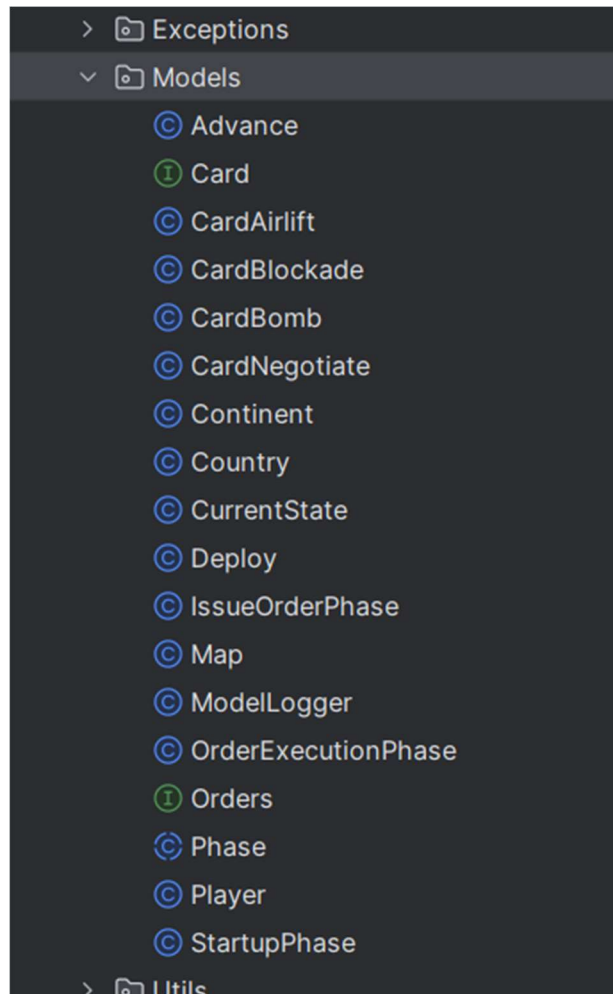 Exceptions
Models
Advance
Card
CardAirlift
CardBlockade
CardBomb
CardNegotiate
Continent
Country
CurrentState
Deploy
IssueOrderPhase
Map
ModelLogger
OrderExecutionPhase
Orders
Phase
Player
StartupPhase
Utils